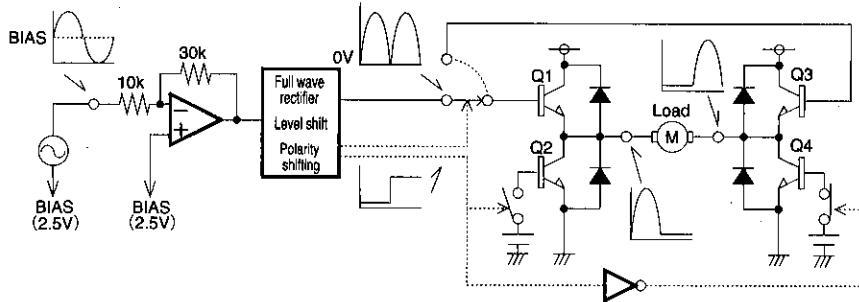 BIAS
10k
30k
BIAS
(2.5V)
BIAS
(2.5V)
−
+
Full wave
rectifier
Level shift
Polarity
shifting
0V
Q1
Q2
Load
M
Q3
Q4